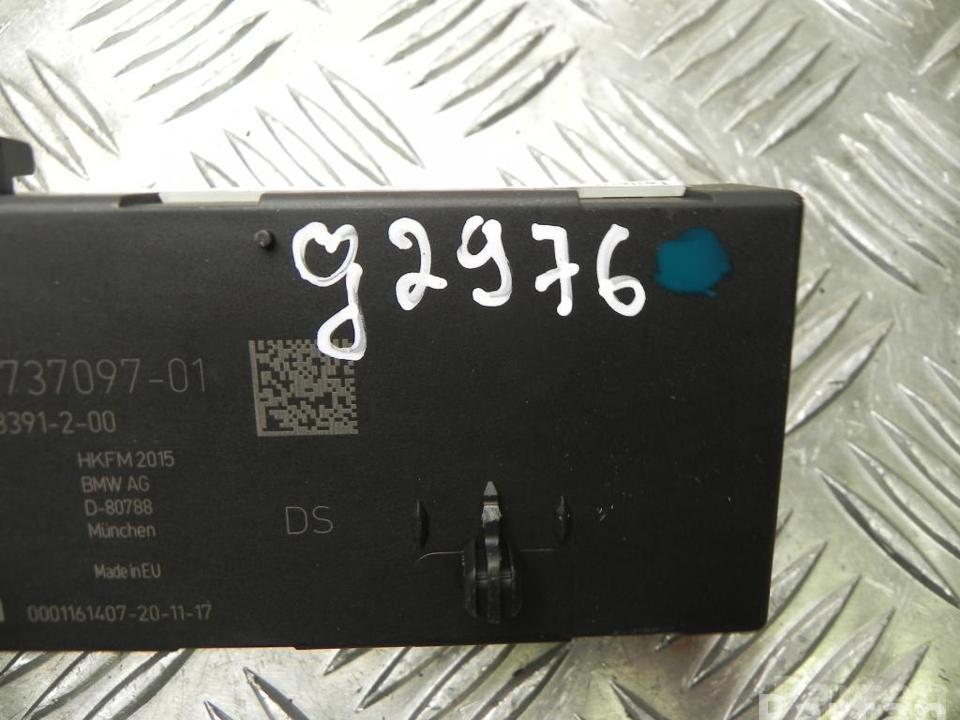 g2976
737097-01
8391-2-00
HKFM 2015
BMW AG
D-80788
München
DS
Made in EU
0001161407-20-11-17